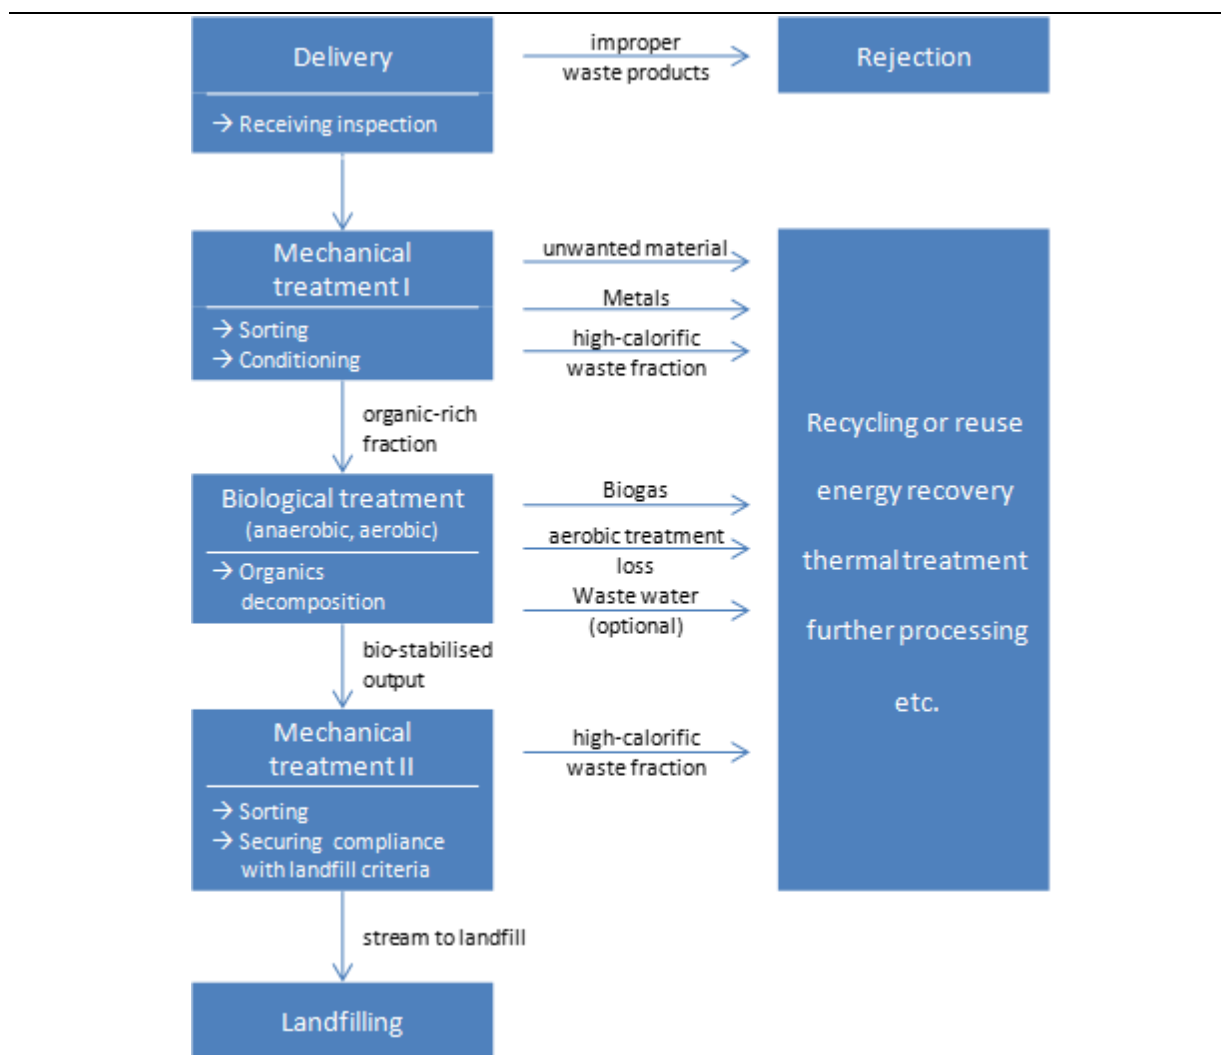 Delivery
→ Receiving inspection
improper
waste products
Rejection
Mechanical
treatment I
→ Sorting
→ Conditioning
unwanted material
Metals
high-calorific
waste fraction
organic-rich
fraction
Biological treatment
(anaerobic, aerobic)
→ Organics
decomposition
Biogas
aerobic treatment
loss
Waste water
(optional)
bio-stabilised
output
Mechanical
treatment II
→ Sorting
→ Securing compliance
with landfill criteria
high-calorific
waste fraction
Recycling or reuse
energy recovery
thermal treatment
further processing
etc.
stream to landfill
Landfilling